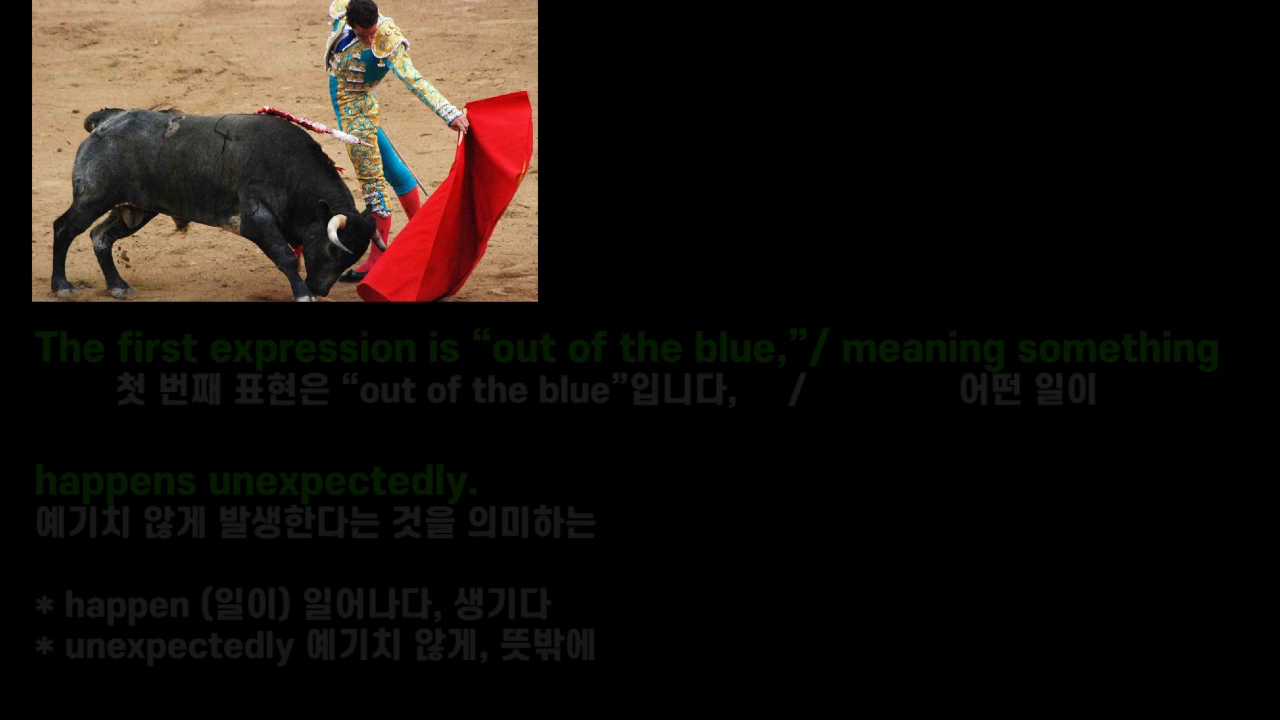 The first expression is “out of the blue,”/ meaning something
첫 번째 표현은 “out of the blue”입니다, / 어떤 일이
happens unexpectedly.
예기치 않게 발생한다는 것을 의미하는
* happen (일이) 일어나다, 생기다
* unexpectedly 예기치 않게, 뜻밖에